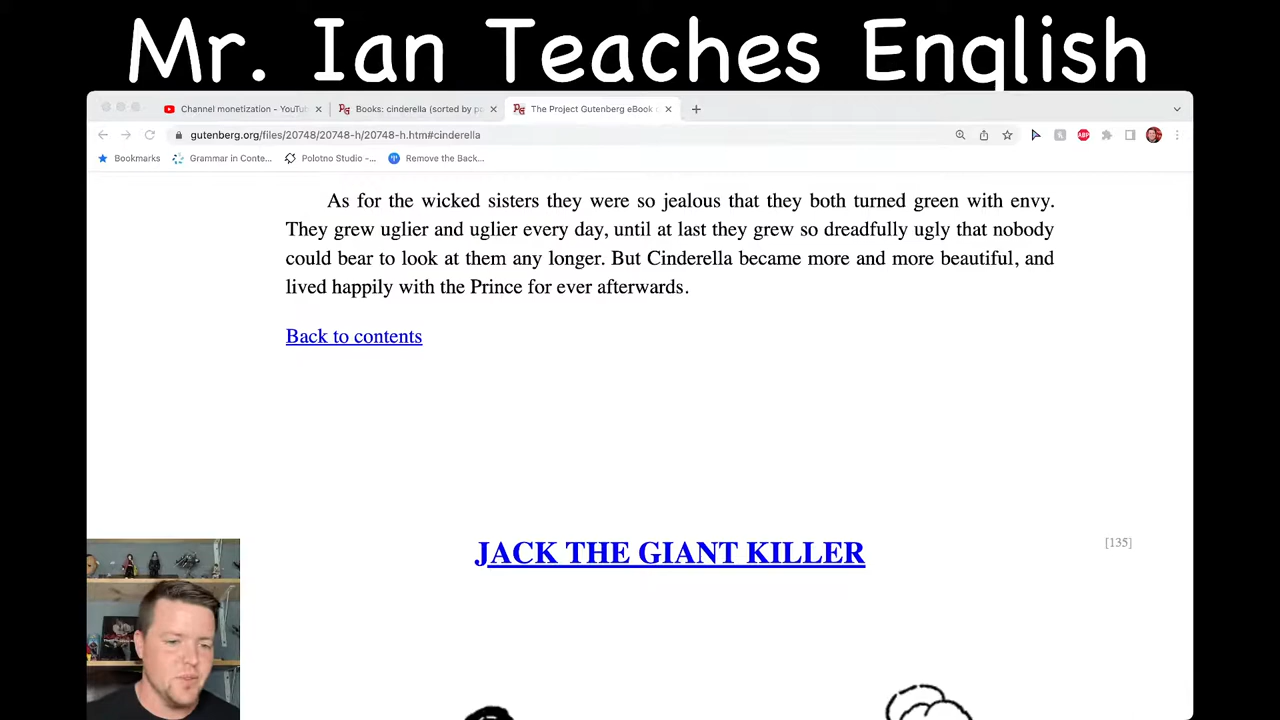 Mr. Ian Teaches English
Channel monetization - YouTu
Books: cinderella (sorted by po
The Project Gutenberg eBook
gutenberg.org/files/20748/20748-h/20748-h.htm#cinderella
Bookmarks
Grammar in Conte...
Polotno Studio -...
Remove the Back...
As for the wicked sisters they were so jealous that they both turned green with envy.
They grew uglier and uglier every day, until at last they grew so dreadfully ugly that nobody
could bear to look at them any longer. But Cinderella became more and more beautiful, and
lived happily with the Prince for ever afterwards.
Back to contents
[135]
JACK THE GIANT KILLER